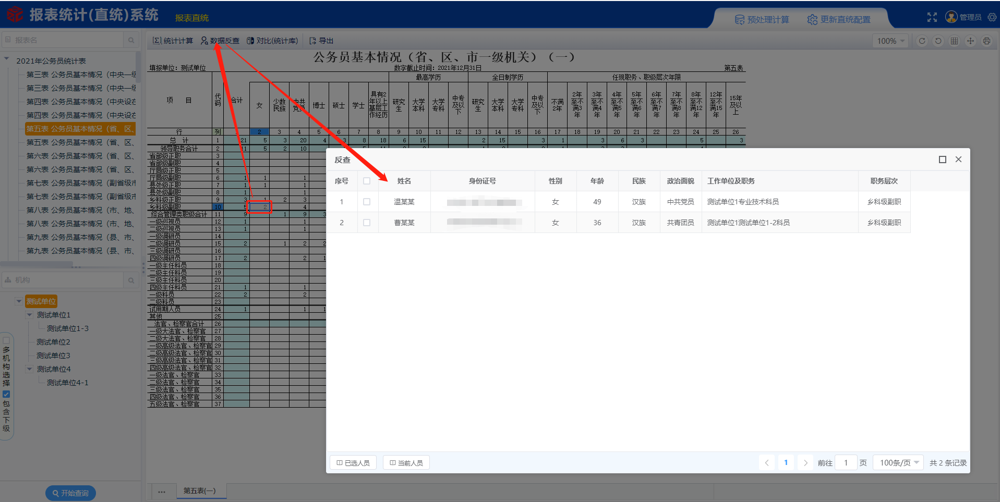 报表统计(直统)系统
报表直统
预处理计算
更新直统配置
管理员
报表名
统计计算
数据反查
对比(统计库)
导出
100%
2021年公务员统计表
第三表 公务员基本情况（中央一级
第三表 公务员基本情况（中央一级
第四表 公务员基本情况（中央设在
第四表 公务员基本情况（中央设在
第五表 公务员基本情况（省、区、
第五表 公务员基本情况（省、区、
第六表 公务员基本情况（省、区、
第六表 公务员基本情况（省、区、
第七表 公务员基本情况（副省级市
第七表 公务员基本情况（副省级市
第八表 公务员基本情况（市、地、
第八表 公务员基本情况（市、地、
第九表 公务员基本情况（县、市、
第九表 公务员基本情况（县、市、
机构
测试单位
测试单位1
测试单位1-3
测试单位2
测试单位3
测试单位4
测试单位4-1
多机构选择
包含下级
开始查询
公务员基本情况（省、区、市一级机关）（一）
填报单位：测试单位
数字截止时间：2021年12月31日
第五表
最高学历 全日制学历 任现职务、职级层次年限
项 目 代码 合计 女 少数民族 中共党员 博士 硕士 学士 具有2年以上基层工作经历 研究生 大学本科 大学专科 中专及以下 研究生 大学本科 大学专科 中专及以下 不满2年 2年至不满3年 3年至不满4年 4年至不满5年 5年至不满6年 6年至不满7年 7年至不满8年 8年至不满12年 12年至不满15年 15年及以上
行 列 2 3 4 5 6 7 8 9 10 11 12 13 14 15 16 17 18 19 20 21 22 23 24 25 26
总 计 1 21 5 3 20 4 3 8 18 6 15 2 15 3 1 3 6 3 5 3
领导职务合计 2 11 5 2 10
省部级正职 3
省部级副职 4
厅局级正职 5
厅局级副职 6 1 1 1
县处级正职 7 1 1 1
县处级副职 8 1 1
乡科级正职 9 3 1 2 3
乡科级副职 10 5 2 4
综合管理类职级合计 11 9 1 9 3
一级巡视员 12 1 1
二级巡视员 13 1 1
一级调研员 14
二级调研员 15 2 1 2 2
三级调研员 16
四级调研员 17 2 2 1
一级主任科员 18
二级主任科员 19
三级主任科员 20
四级主任科员 21 1 1
一级科员 22 2 2
二级科员 23
试用期人员 24 1 1 1
其他 25
法官、检察官合计 26
一级大法官、检察官 27
二级大法官、检察官 28
一级高级法官、检察官 29
二级高级法官、检察官 30
三级高级法官、检察官 31
四级高级法官、检察官 32
一级法官、检察官 33
二级法官、检察官 34
三级法官、检察官 35
四级法官、检察官 36
五级法官、检察官 37
反查
序号 姓名 身份证号 性别 年龄 民族 政治面貌 工作单位及职务 职务层次
1 温某某 女 49 汉族 中共党员 测试单位1专业技术科员 乡科级副职
2 曹某某 女 36 汉族 共青团员 测试单位1测试单位1-2科员 乡科级副职
已选人员
当前人员
1
前往 1 页
100条/页
共 2 条记录
第五表(一)